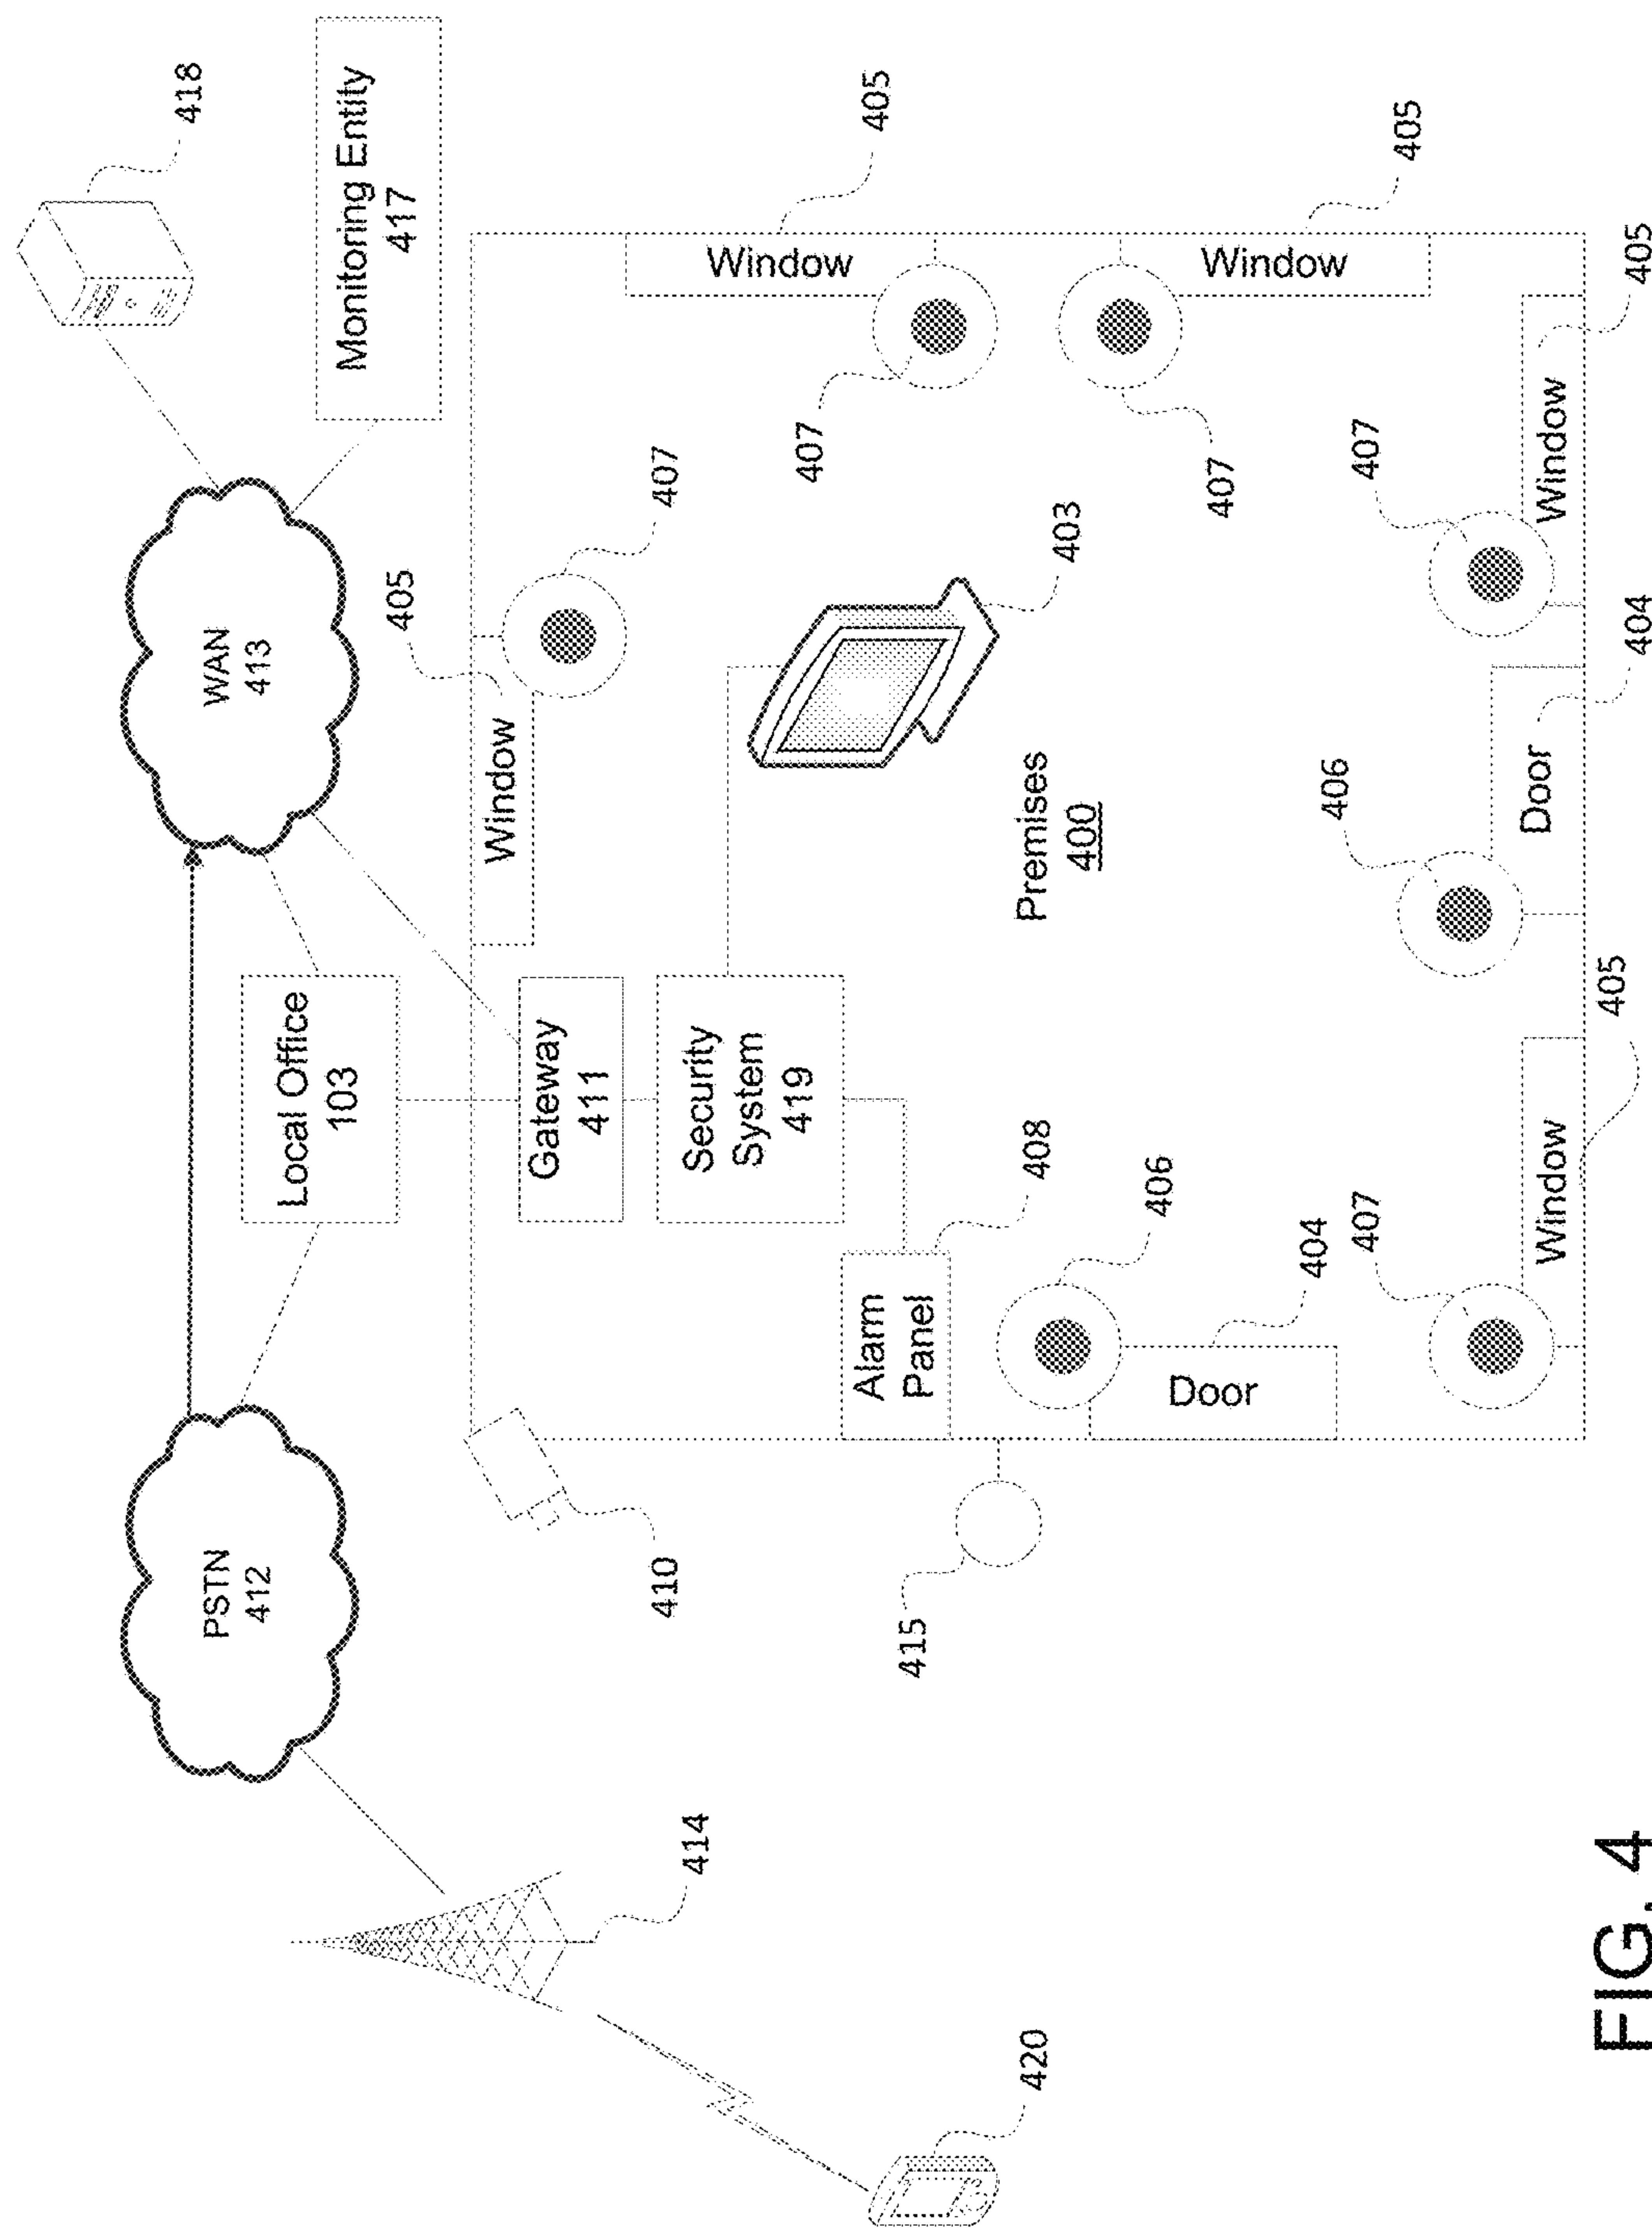 418
Monitoring Entity
417
PSTN
412
WAN
413
Local Office
103
414
420
410
405
407
Window
Gateway
411
Security
System
419
403
Window
405
407
Alarm
Panel
408
415
Premises
400
406
Door
404
407
Window
405
407
Window
405
406
Door
404
407
Window
405
FIG. 4